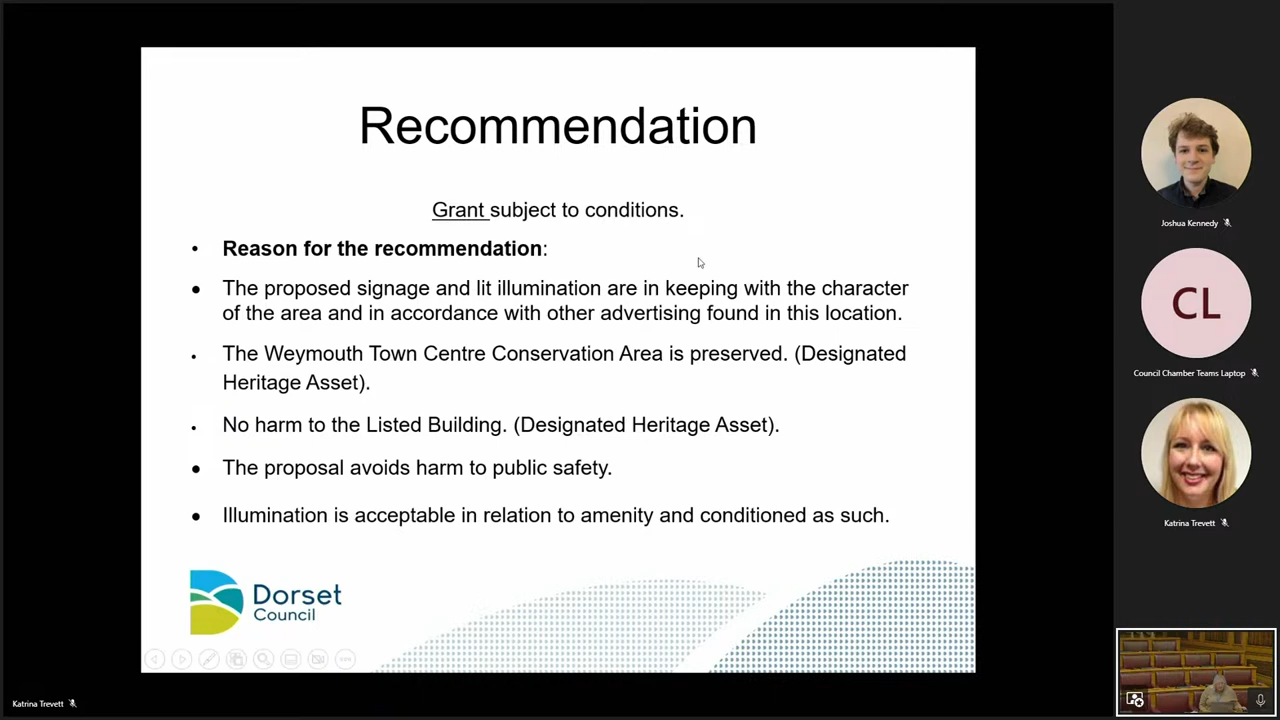 Recommendation
Grant subject to conditions.
• Reason for the recommendation:
• The proposed signage and lit illumination are in keeping with the character
of the area and in accordance with other advertising found in this location.
• The Weymouth Town Centre Conservation Area is preserved. (Designated
Heritage Asset).
• No harm to the Listed Building. (Designated Heritage Asset).
• The proposal avoids harm to public safety.
• Illumination is acceptable in relation to amenity and conditioned as such.
Dorset
Council
Katrina Trevett
Joshua Kennedy
CL
Council Chamber Teams Laptop
Katrina Trevett